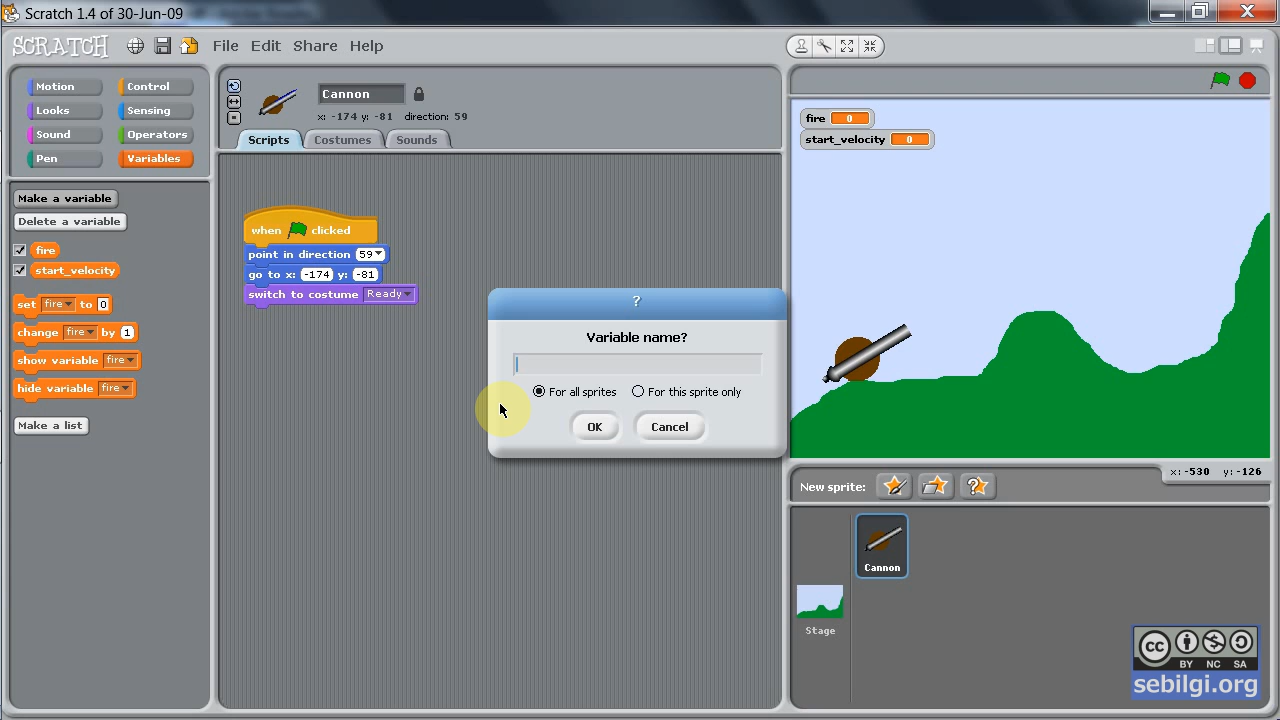 Scratch 1.4 of 30-Jun-09
SCRATCH File Edit Share Help
Motion Control
Looks Sensing
Sound Operators
Pen Variables
Make a variable
Delete a variable
fire
start_velocity
set fire to 0
change fire by 1
show variable fire
hide variable fire
Make a list
Cannon
x: -174 y: -81 direction: 59
Scripts Costumes Sounds
when clicked
point in direction 59
go to x: -174 y: -81
switch to costume Ready
?
Variable name?
For all sprites For this sprite only
OK Cancel
fire 0
start_velocity 0
x: -530 y: -126
New sprite: ?
Cannon
Stage
cc BY NC SA
sebilgi.org